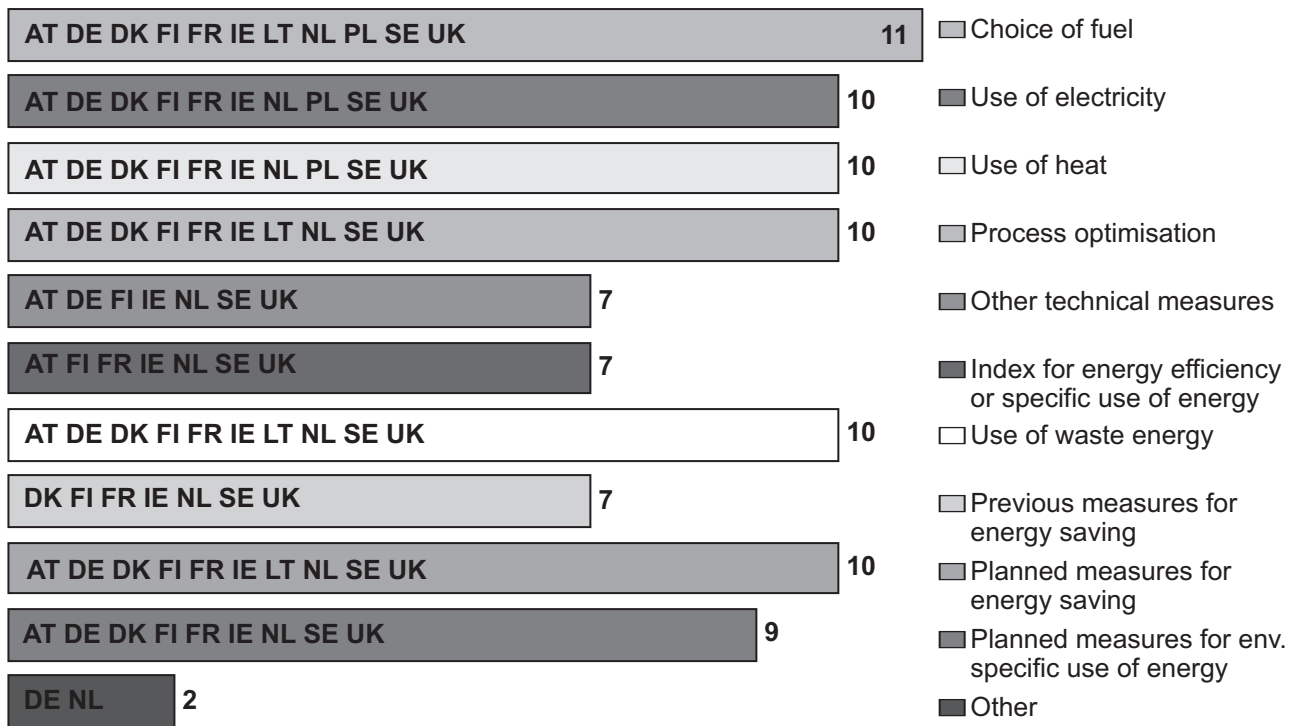 AT DE DK FI FR IE LT NL PL SE UK 11 Choice of fuel
AT DE DK FI FR IE NL PL SE UK 10 Use of electricity
AT DE DK FI FR IE NL PL SE UK 10 Use of heat
AT DE DK FI FR IE LT NL SE UK 10 Process optimisation
AT DE FI IE NL SE UK 7 Other technical measures
AT FI FR IE NL SE UK 7 Index for energy efficiency
or specific use of energy
AT DE DK FI FR IE LT NL SE UK 10 Use of waste energy
DK FI FR IE NL SE UK 7 Previous measures for
energy saving
AT DE DK FI FR IE LT NL SE UK 10 Planned measures for
energy saving
AT DE DK FI FR IE NL SE UK 9 Planned measures for env.
specific use of energy
DE NL 2 Other